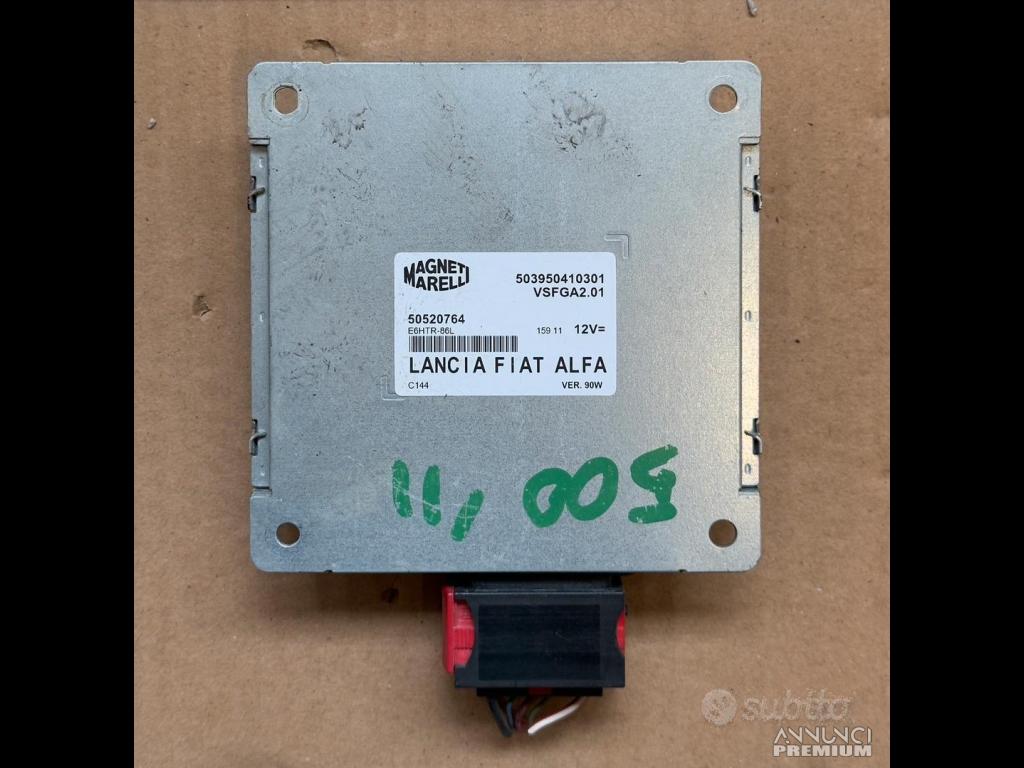 MAGNETI
MARELLI
503950410301
VSFGA2.01
50520764
E6HTR-86L
159 11 12V=
LANCIA FIAT ALFA
C144 VER. 90W
500 '11
subito
ANNUNCI
PREMIUM